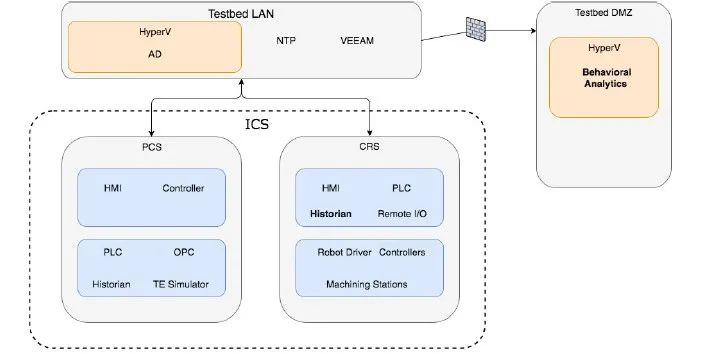 Testbed LAN
HyperV
AD
NTP
VEEAM
Testbed DMZ
HyperV
Behavioral
Analytics
ICS
PCS
HMI
Controller
PLC
OPC
Historian
TE Simulator
CRS
HMI
PLC
Historian
Remote I/O
Robot Driver
Controllers
Machining Stations